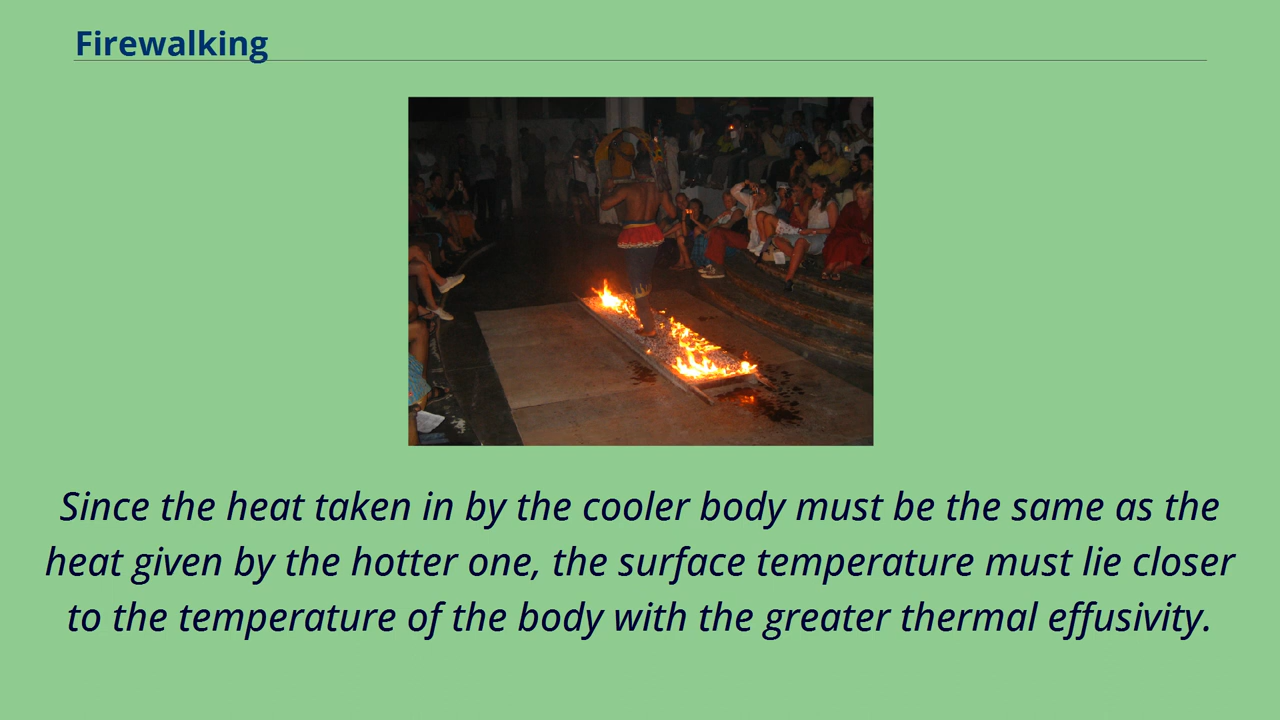 Firewalking
Since the heat taken in by the cooler body must be the same as the
heat given by the hotter one, the surface temperature must lie closer
to the temperature of the body with the greater thermal effusivity.